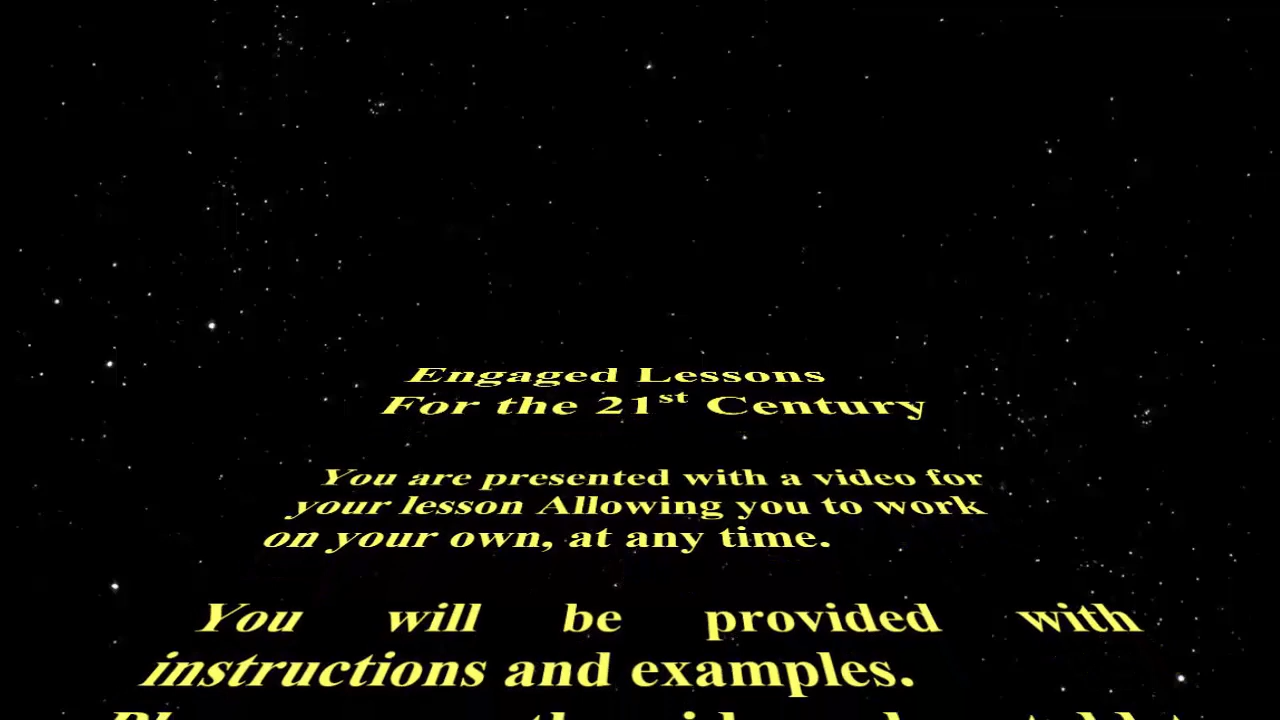 Engaged Lessons
For the 21st Century
You are presented with a video for
your lesson Allowing you to work
on your own, at any time.
You will be provided with
instructions and examples.